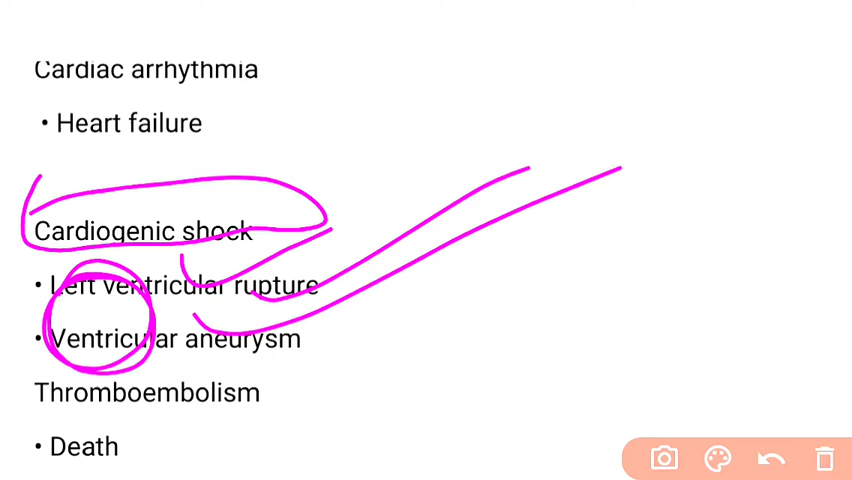 Cardiac arrhythmia
• Heart failure
Cardiogenic shock
• Left ventricular rupture
• Ventricular aneurysm
Thromboembolism
• Death